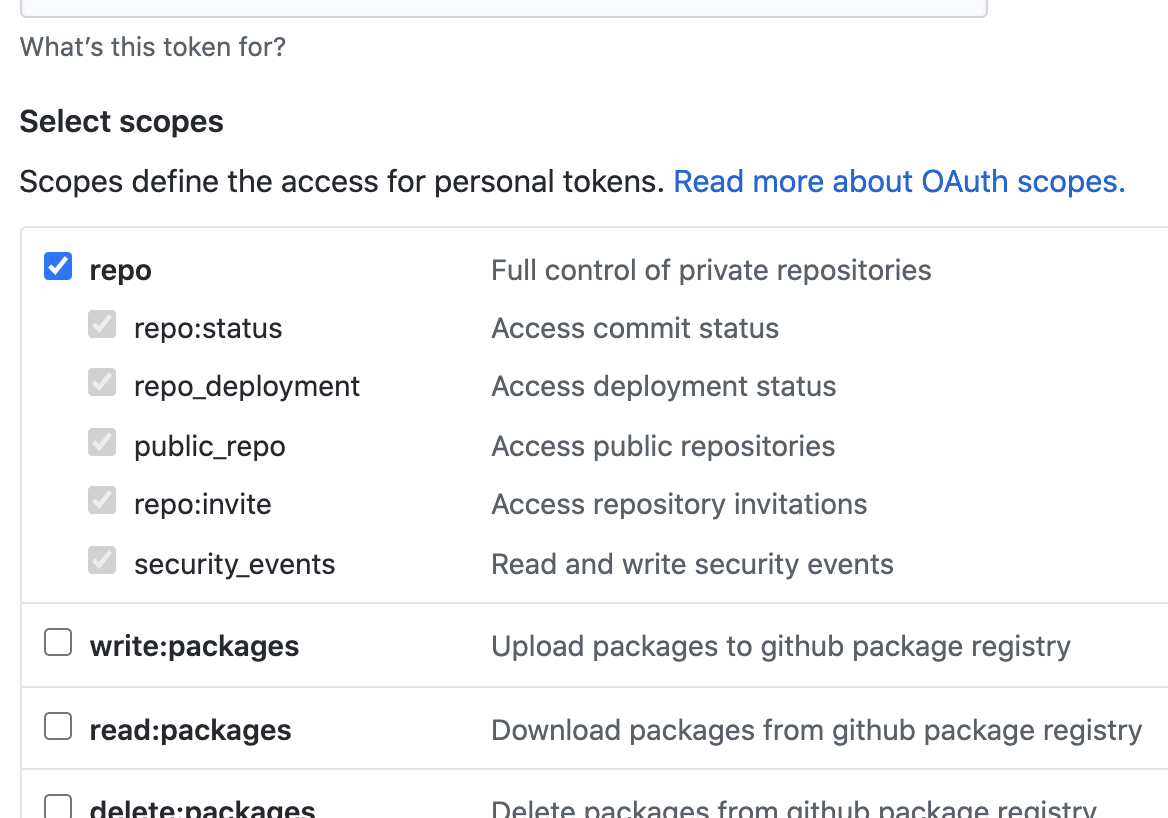 What's this token for?
Select scopes
Scopes define the access for personal tokens. Read more about OAuth scopes.
repo Full control of private repositories
repo:status Access commit status
repo_deployment Access deployment status
public_repo Access public repositories
repo:invite Access repository invitations
security_events Read and write security events
write:packages Upload packages to github package registry
read:packages Download packages from github package registry
delete:packages Delete packages from github package registry